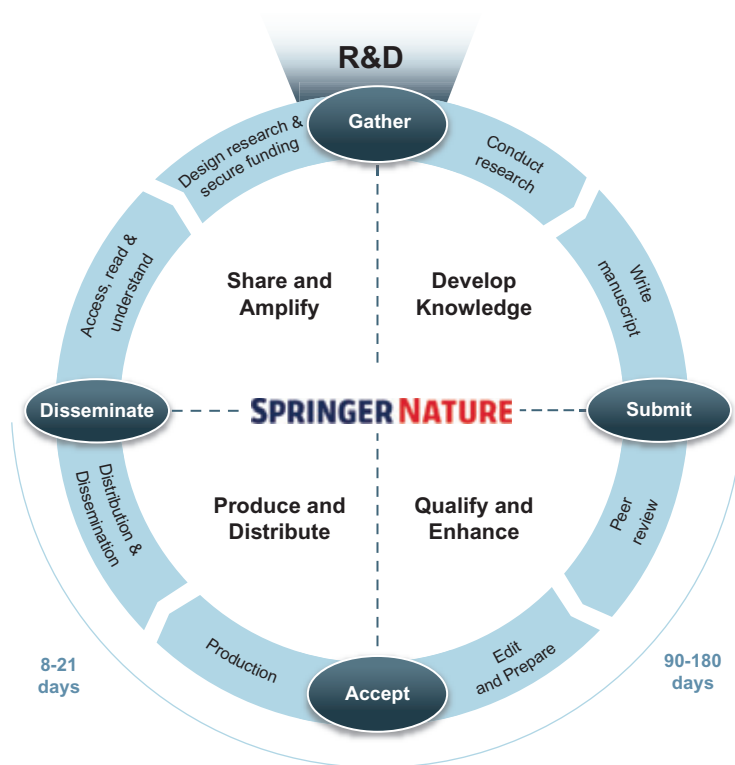 R&D
Gather
Design research &
secure funding
Conduct
research
Access, read &
understand
Write
manuscript
Share and
Amplify
Develop
Knowledge
Disseminate
SPRINGER NATURE
Submit
Distribution &
Dissemination
Produce and
Distribute
Qualify and
Enhance
Peer
review
Production
Edit
and Prepare
8-21
days
90-180
days
Accept